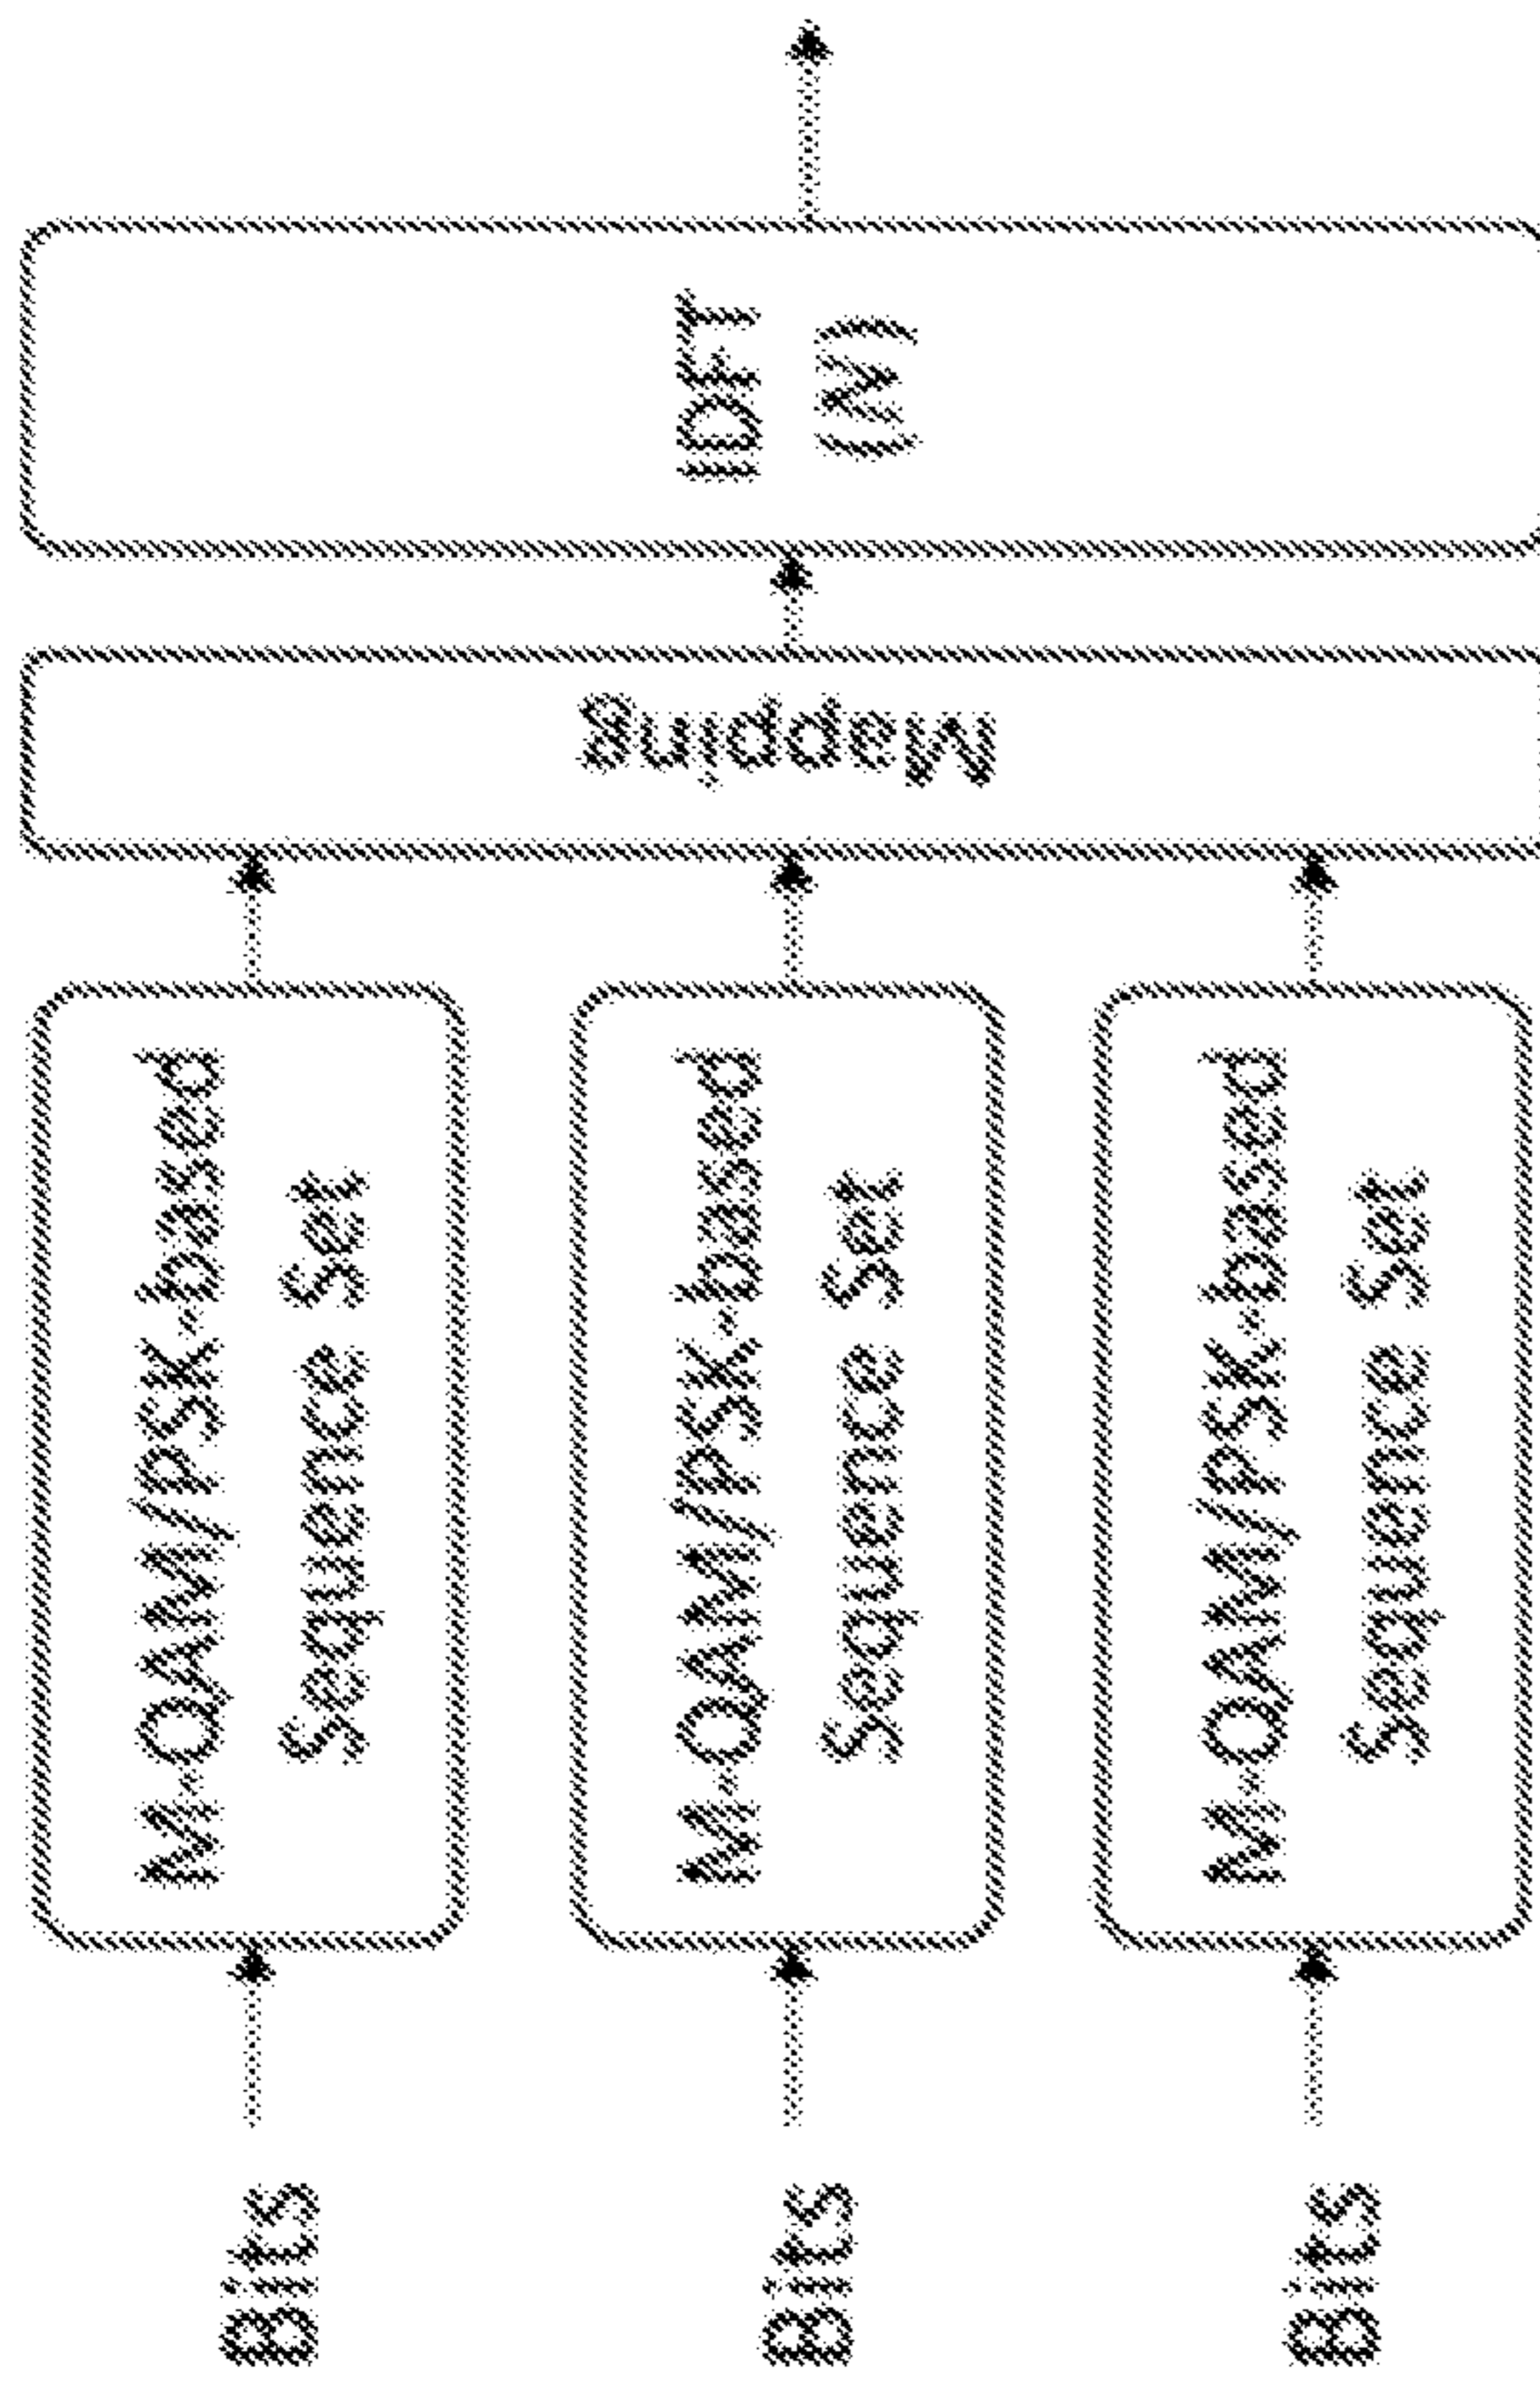 Bits
M-QAM/PSK-based
Sequence Set
Bits
M-QAM/PSK-based
Sequence Set
Bits
M-QAM/PSK-based
Sequence Set
Mapping
IDFT
(N)